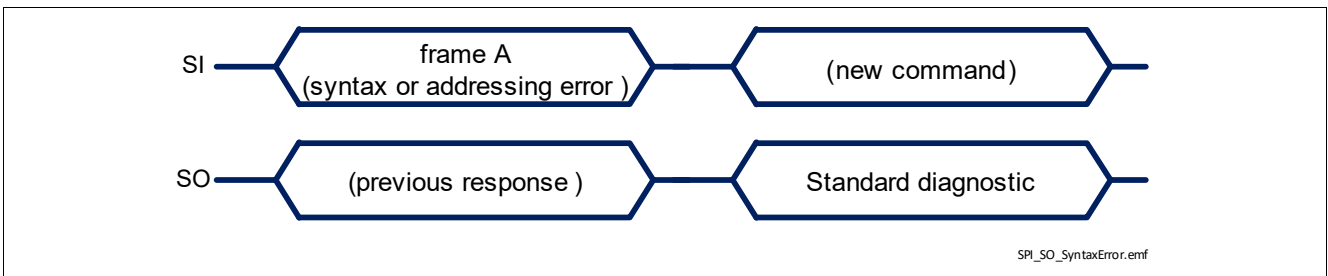 SI
frame A
(syntax or addressing error )
(new command)
SO
(previous response )
Standard diagnostic
SPI_SO_SyntaxError.emf